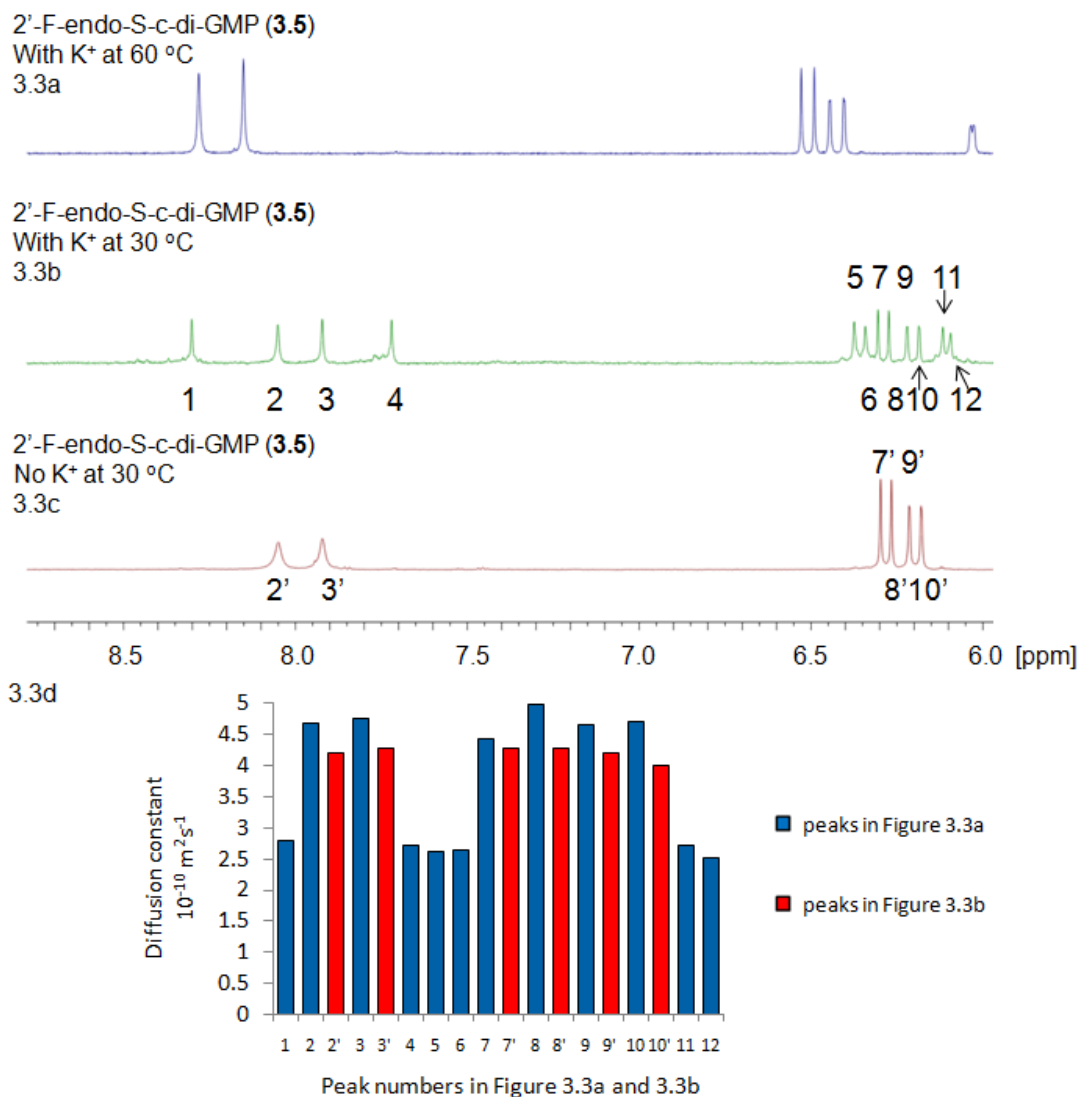 2'-F-endo-S-c-di-GMP (3.5)
With K⁺ at 60 ºC
3.3a
2'-F-endo-S-c-di-GMP (3.5)
With K⁺ at 30 ºC
3.3b
5 7 9 11
1 2 3 4 6 8 10 12
2'-F-endo-S-c-di-GMP (3.5)
No K⁺ at 30 ºC
3.3c
7' 9'
2' 3' 8' 10'
8.5 8.0 7.5 7.0 6.5 6.0 [ppm]
3.3d
5
4.5
4
3.5
3
2.5
2
1.5
1
0.5
0
Diffusion constant
10⁻¹⁰ m² s⁻¹
1 2 2' 3 3' 4 5 6 7 7' 8 8' 9 9' 10 10' 11 12
Peak numbers in Figure 3.3a and 3.3b
peaks in Figure 3.3a
peaks in Figure 3.3b